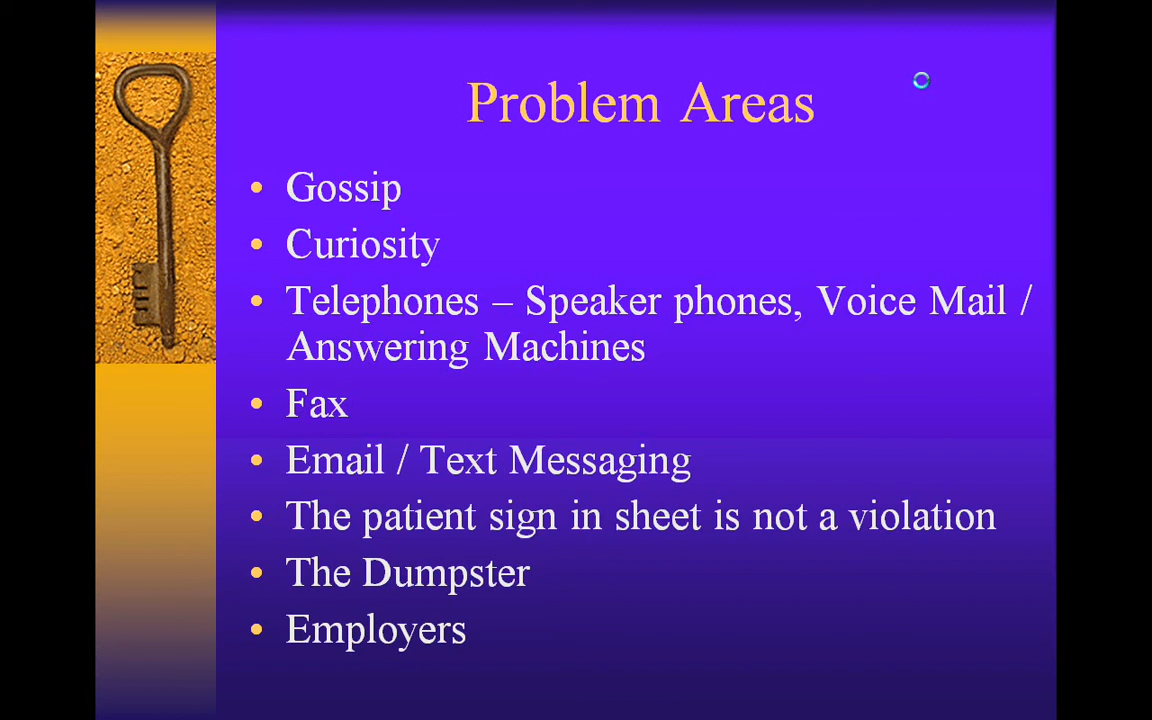 Problem Areas
• Gossip
• Curiosity
• Telephones – Speaker phones, Voice Mail /
Answering Machines
• Fax
• Email / Text Messaging
• The patient sign in sheet is not a violation
• The Dumpster
• Employers